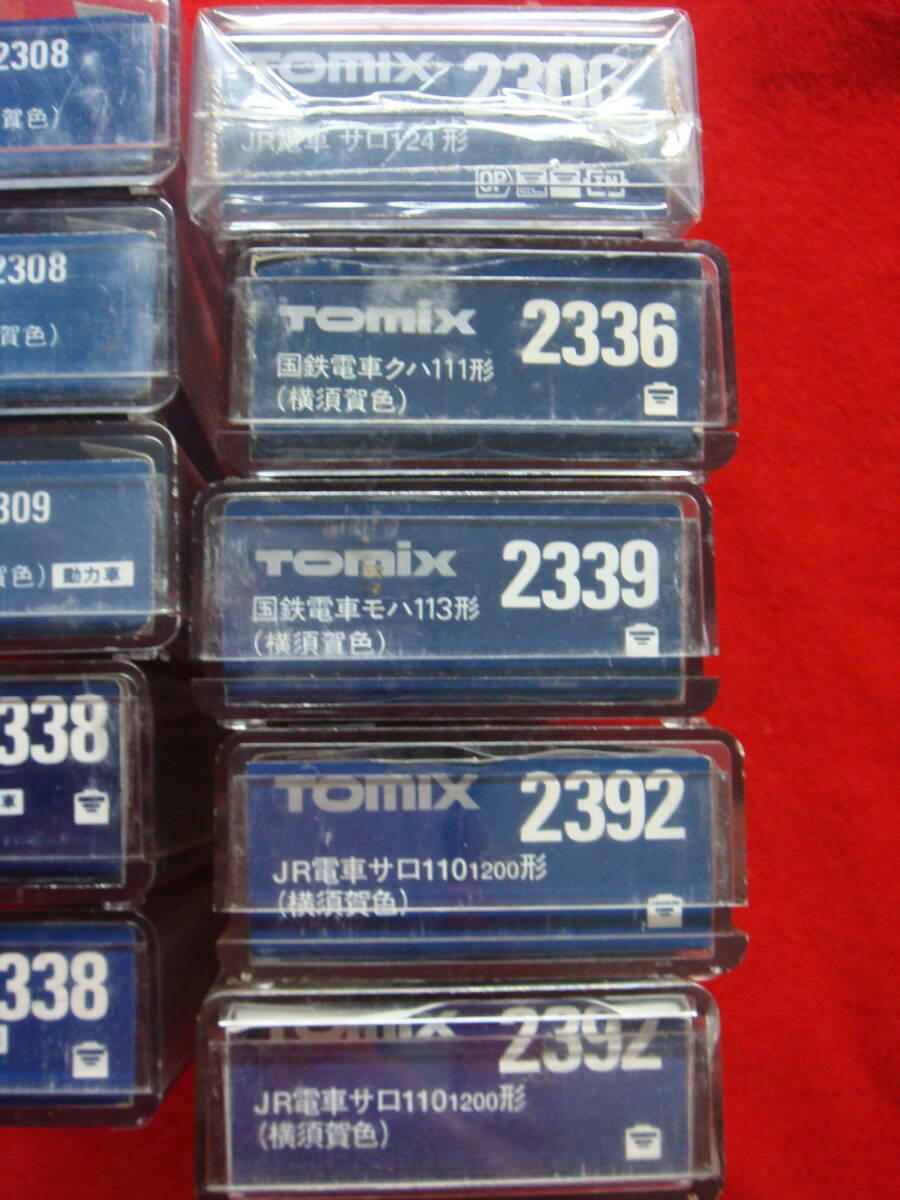 2308
賀色)
2308
賀色)
309
賀色) 動力車
338
車
338
TOMIX 2306
JR電車 サロ124形
OP TN
TOMIX 2336
国鉄電車クハ111形
(横須賀色)
TOMIX 2339
国鉄電車モハ113形
(横須賀色)
TOMIX 2392
JR電車サロ110 1200形
(横須賀色)
TOMIX 2392
JR電車サロ110 1200形
(横須賀色)